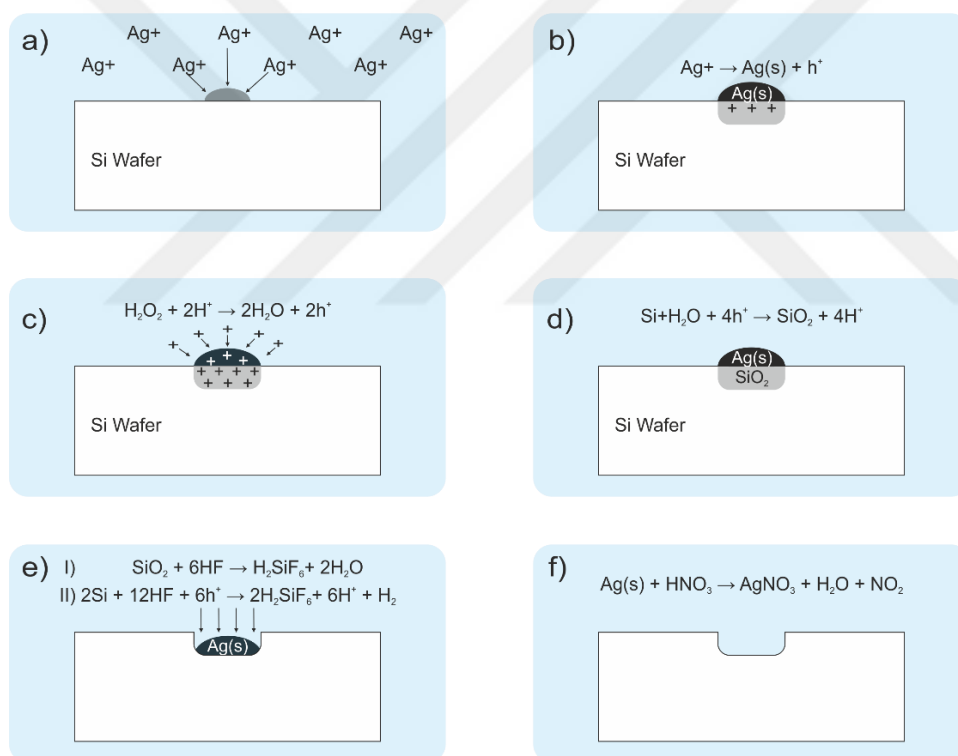 a)
Ag+ Ag+ Ag+ Ag+
Ag+ Ag+ Ag+ Ag+
Si Wafer
b)
Ag+ → Ag(s) + h⁺
Ag(s)
+ + +
Si Wafer
c)
H₂O₂ + 2H⁺ → 2H₂O + 2h⁺
+ + + + +
+ + +
+ + + +
+ + +
Si Wafer
d)
Si+H₂O + 4h⁺ → SiO₂ + 4H⁺
Ag(s)
SiO₂
Si Wafer
e)
I) SiO₂ + 6HF → H₂SiF₆+ 2H₂O
II) 2Si + 12HF + 6h⁺ → 2H₂SiF₆+ 6H⁺ + H₂
Ag(s)
f)
Ag(s) + HNO₃ → AgNO₃ + H₂O + NO₂